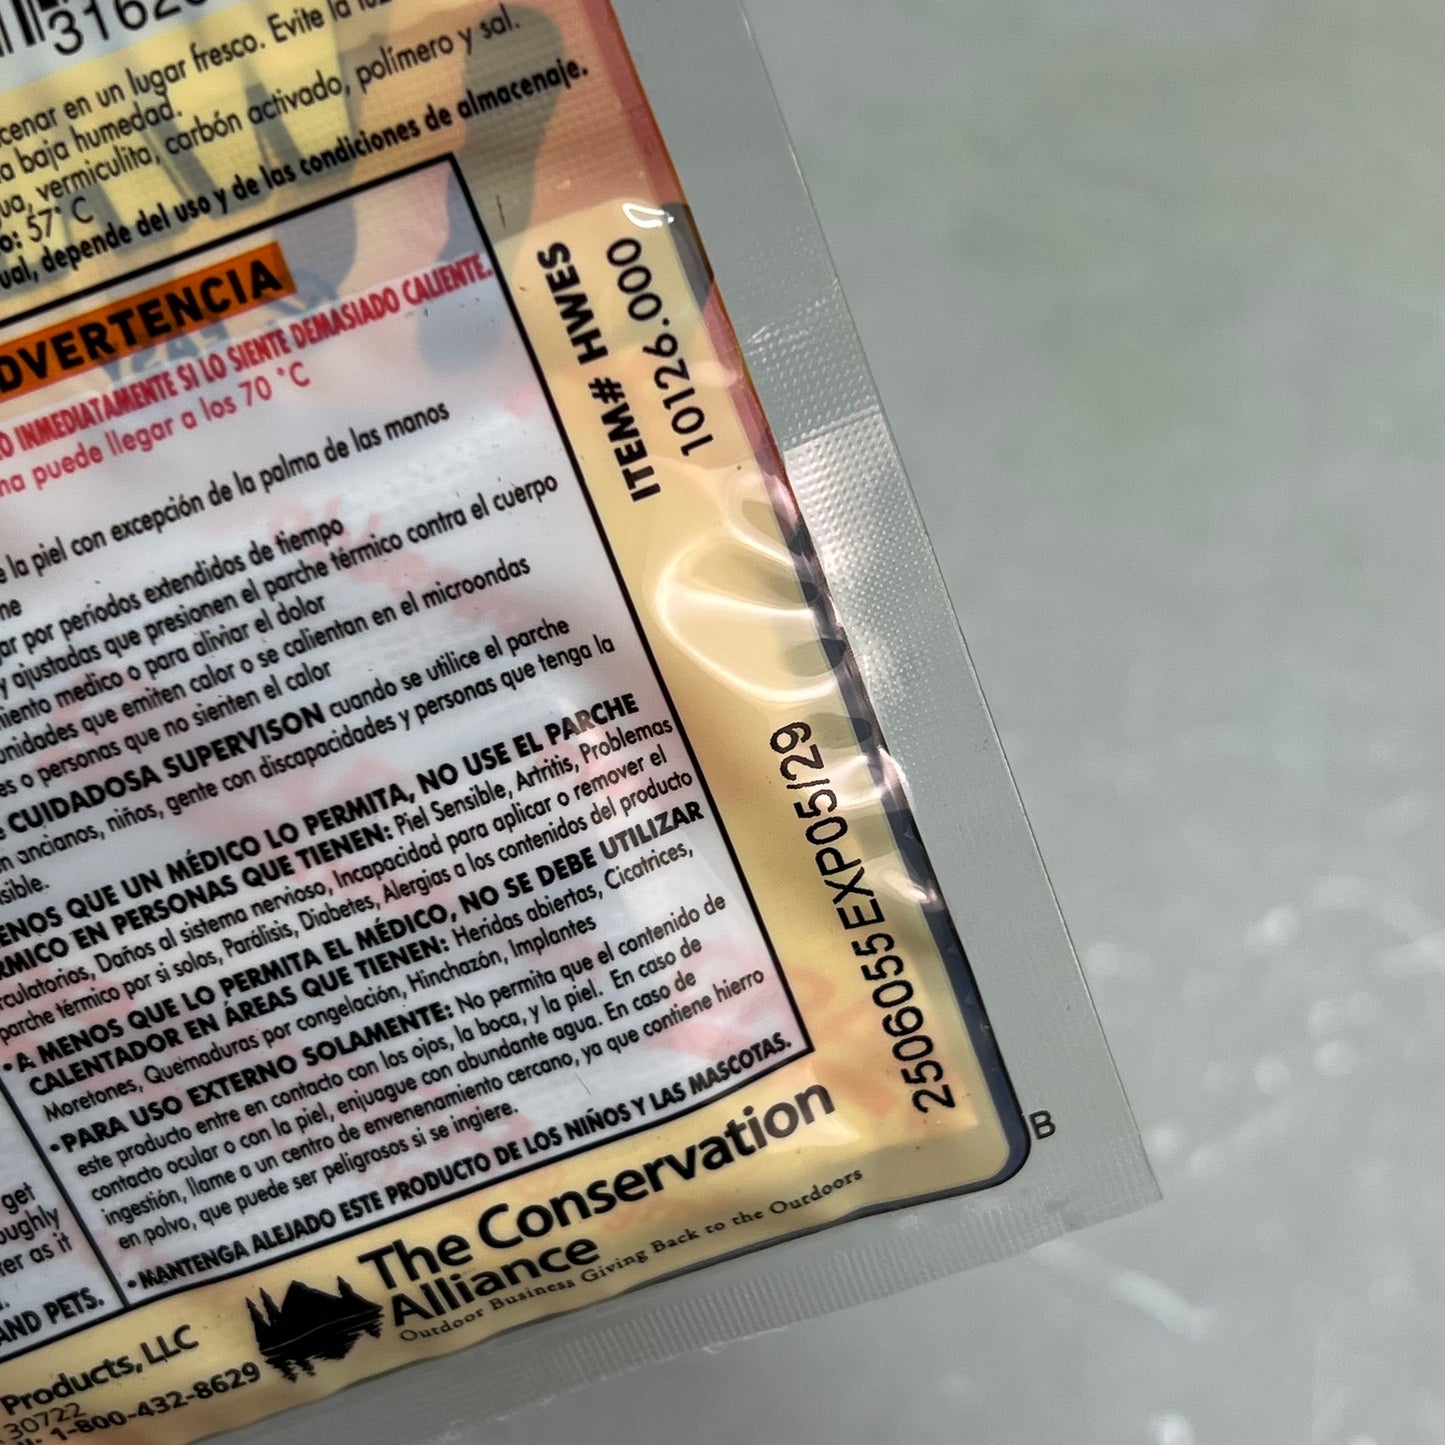 3162
cenar en un lugar fresco. Evite la luz
a baja humedad.
ua, vermiculita, carbón activado, polímero y sal.
o: 57° C
ual, depende del uso y de las condiciones de almacenaje.
DVERTENCIA
O INMEDIATAMENTE SI LO SIENTE DEMASIADO CALIENTE.
na puede llegar a los 70 °C
e la piel con excepción de la palma de las manos
ne
ar por periodos extendidos de tiempo
y ajustadas que presionen el parche térmico contra el cuerpo
niento medico o para aliviar el dolor
unidades que emiten calor o se calientan en el microondas
es o personas que no sienten el calor
e CUIDADOSA SUPERVISON cuando se utilice el parche
n ancianos, niños, gente con discapacidades y personas que tenga la
sible.
ENOS QUE UN MÉDICO LO PERMITA, NO USE EL PARCHE
RMICO EN PERSONAS QUE TIENEN: Piel Sensible, Artritis, Problemas
rculatorios, Daños al sistema nervioso, Incapacidad para aplicar o remover el
parche térmico por si solos, Parálisis, Diabetes, Alergias a los contenidos del producto
• A MENOS QUE LO PERMITA EL MÉDICO, NO SE DEBE UTILIZAR
CALENTADOR EN ÁREAS QUE TIENEN: Heridas abiertas, Cicatrices,
Moretones, Quemaduras por congelación, Hinchazón, Implantes
• PARA USO EXTERNO SOLAMENTE: No permita que el contenido de
este producto entre en contacto con los ojos, la boca, y la piel. En caso de
contacto ocular o con la piel, enjuague con abundante agua. En caso de
ingestión, llame a un centro de envenenamiento cercano, ya que contiene hierro
en polvo, que puede ser peligrosos si se ingiere.
• MANTENGA ALEJADO ESTE PRODUCTO DE LOS NIÑOS Y LAS MASCOTAS.
get
oughly
ter as it
AND PETS.
Products, LLC
30722
1-800-432-8629
The Conservation
Alliance
Outdoor Business Giving Back to the Outdoors
ITEM# HWES
10126.000
2506055EXP05/29
B